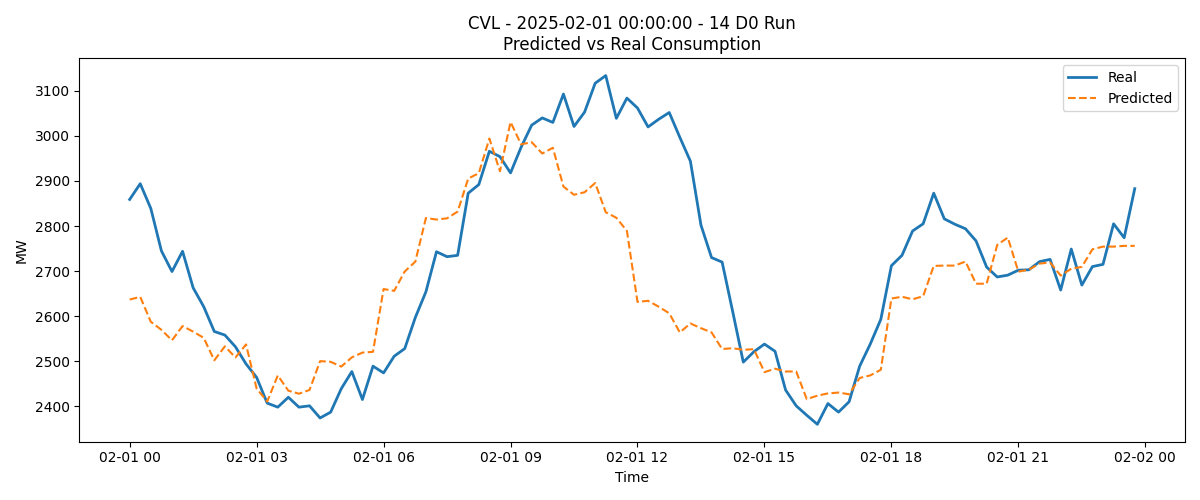 CVL - 2025-02-01 00:00:00 - 14 D0 Run
Predicted vs Real Consumption
Real
Predicted
MW
3100
3000
2900
2800
2700
2600
2500
2400
02-01 00
02-01 03
02-01 06
02-01 09
02-01 12
02-01 15
02-01 18
02-01 21
02-02 00
Time